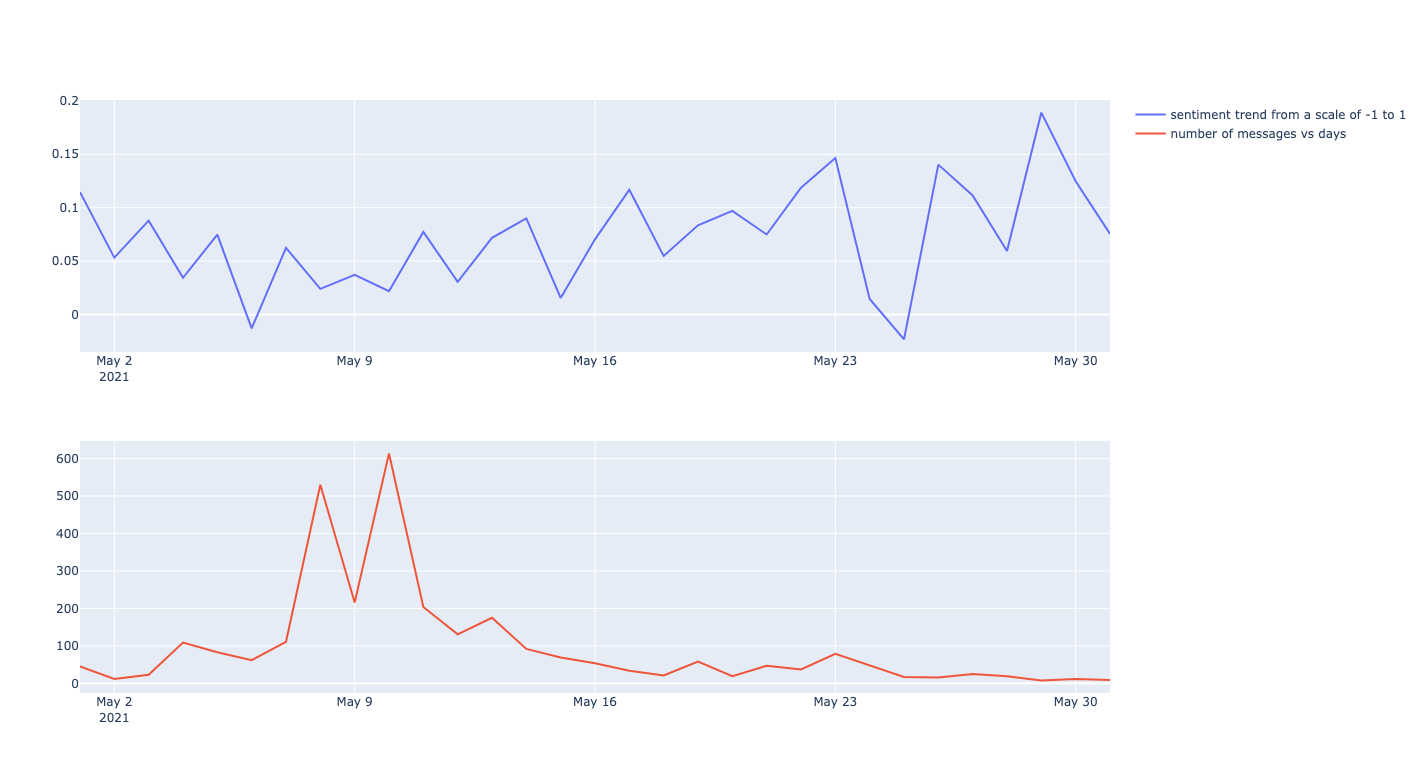 0.2
0.15
0.1
0.05
0
May 2
2021
May 9
May 16
May 23
May 30
sentiment trend from a scale of -1 to 1
number of messages vs days
600
500
400
300
200
100
0
May 2
2021
May 9
May 16
May 23
May 30